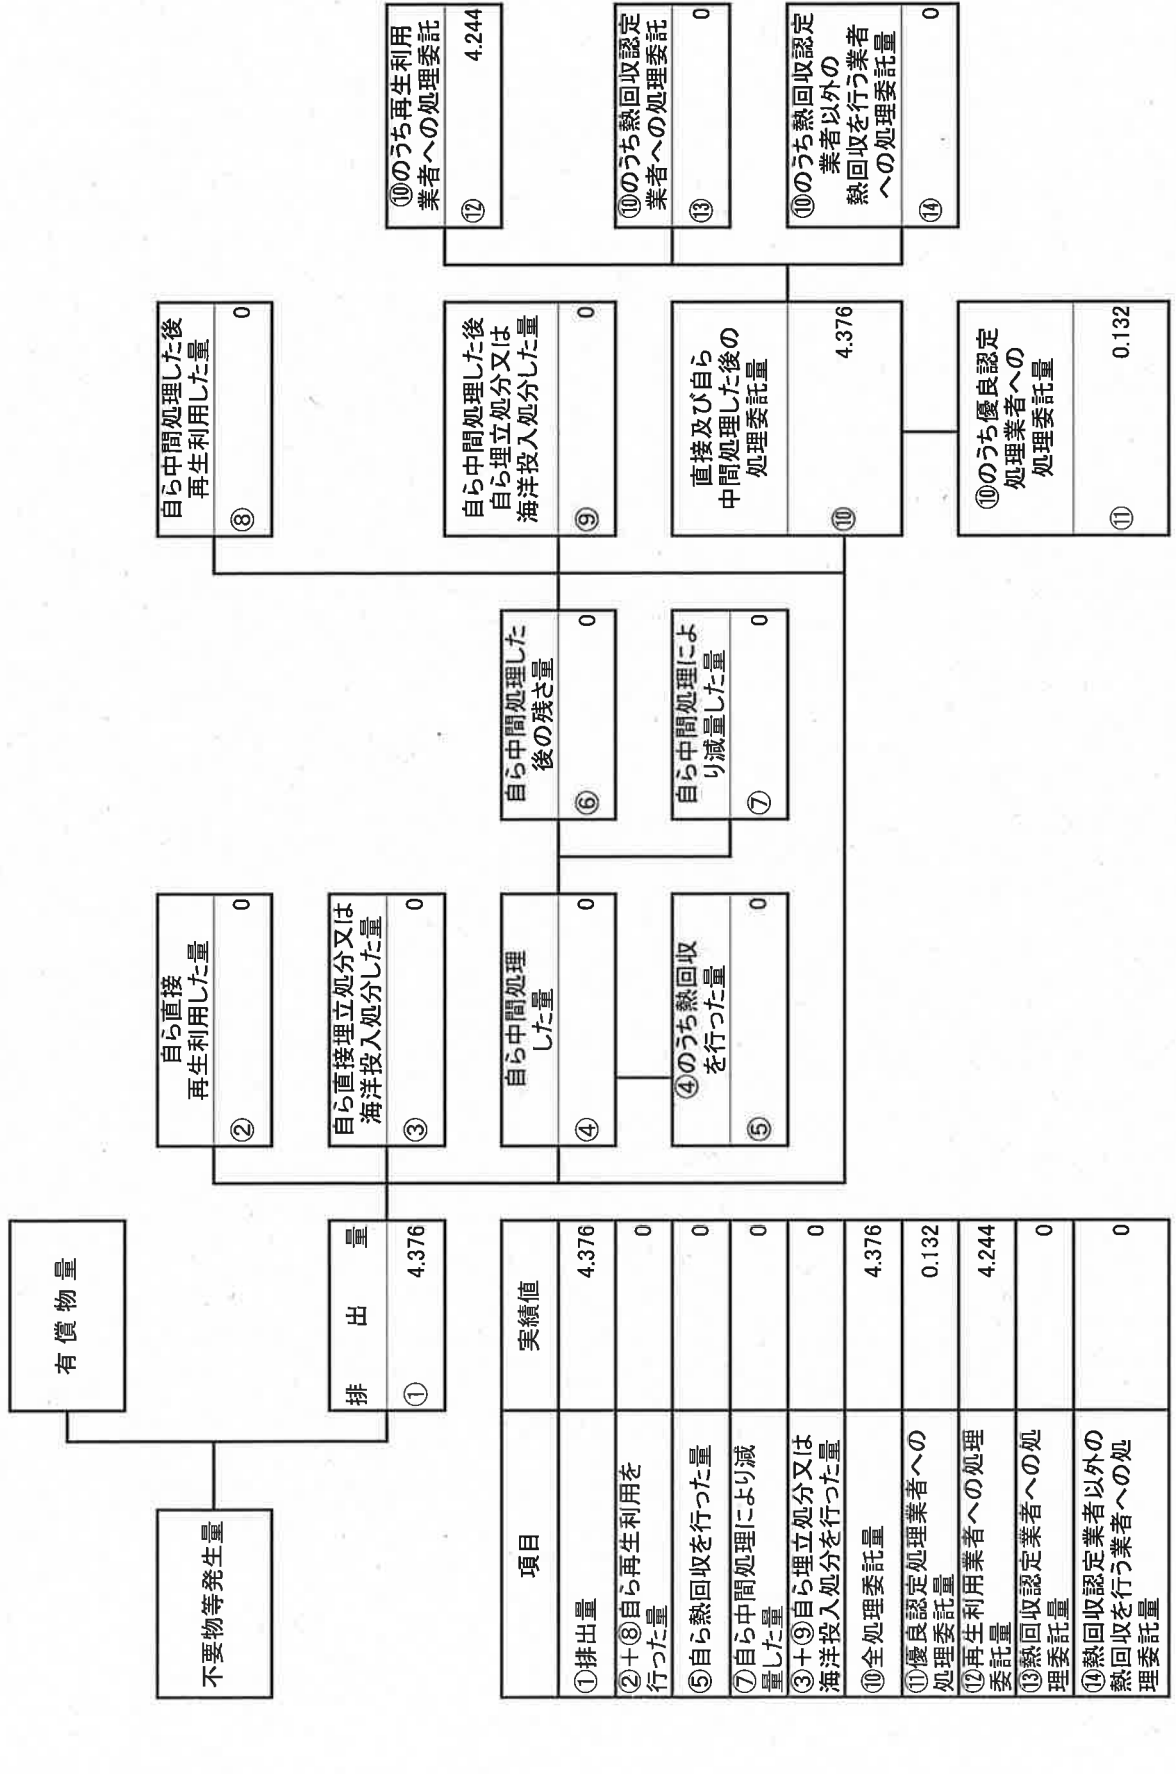 有償物量
不要物等発生量
排出量
① 4.376
自ら直接
再生利用した量
② 0
自ら直接埋立処分又は
海洋投入処分した量
③ 0
自ら中間処理
した量
④ 0
④のうち熱回収
を行った量
⑤ 0
自ら中間処理した
後の残さ量
⑥ 0
自ら中間処理によ
り減量した量
⑦ 0
自ら中間処理した後
再生利用した量
⑧ 0
自ら中間処理した後
自ら埋立処分又は
海洋投入処分した量
⑨ 0
直接及び自ら
中間処理した後の
処理委託量
⑩ 4.376
⑩のうち優良認定
処理業者への
処理委託量
⑪ 0.132
⑩のうち再生利用
業者への処理委託
⑫ 4.244
⑩のうち熱回収認定
業者への処理委託
⑬ 0
⑩のうち熱回収認定
業者以外の
熱回収を行う業者
への処理委託量
⑭ 0
項目 実績値
①排出量 4.376
②＋⑧自ら再生利用を
行った量 0
⑤自ら熱回収を行った量 0
⑦自ら中間処理により減
量した量 0
③＋⑨自ら埋立処分又は
海洋投入処分を行った量 0
⑩全処理委託量 4.376
⑪優良認定処理業者への
処理委託量 0.132
⑫再生利用業者への処理
委託量 4.244
⑬熱回収認定業者への処
理委託量 0
⑭熱回収認定業者以外の
熱回収を行う業者への処
理委託量 0